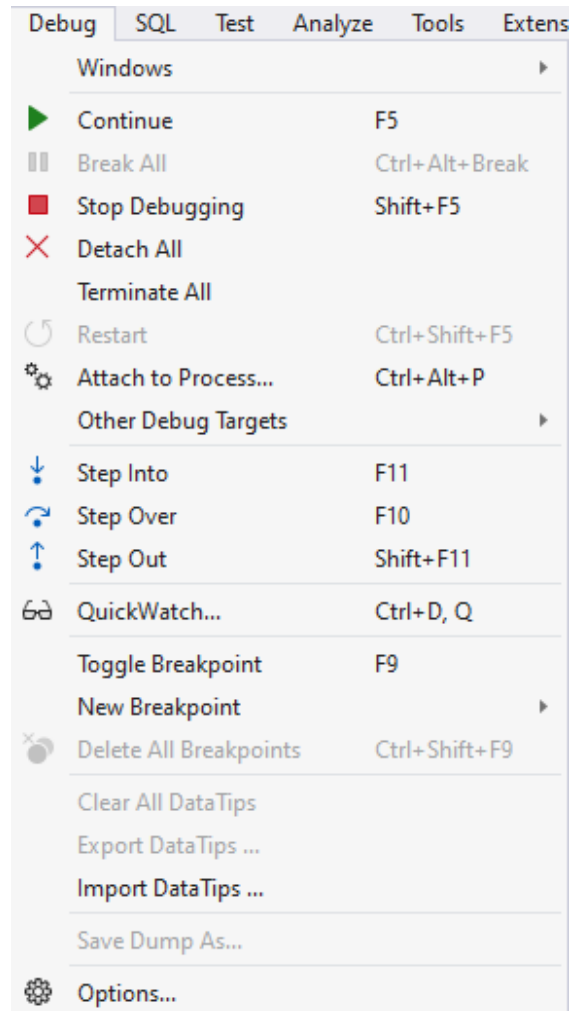 Debug SQL Test Analyze Tools Extens
Windows
Continue F5
Break All Ctrl+Alt+Break
Stop Debugging Shift+F5
Detach All
Terminate All
Restart Ctrl+Shift+F5
Attach to Process... Ctrl+Alt+P
Other Debug Targets
Step Into F11
Step Over F10
Step Out Shift+F11
QuickWatch... Ctrl+D, Q
Toggle Breakpoint F9
New Breakpoint
Delete All Breakpoints Ctrl+Shift+F9
Clear All DataTips
Export DataTips ...
Import DataTips ...
Save Dump As...
Options...